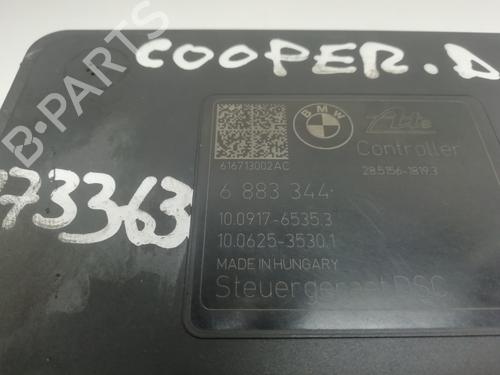 COOPER.D
B-PARTS
BMW
Ate
616713002AC
Controller
28.5156-1819.3
73363
6 883 344
10.0917-6535.3
10.0625-3530.1
MADE IN HUNGARY
Steuergeraet DSC